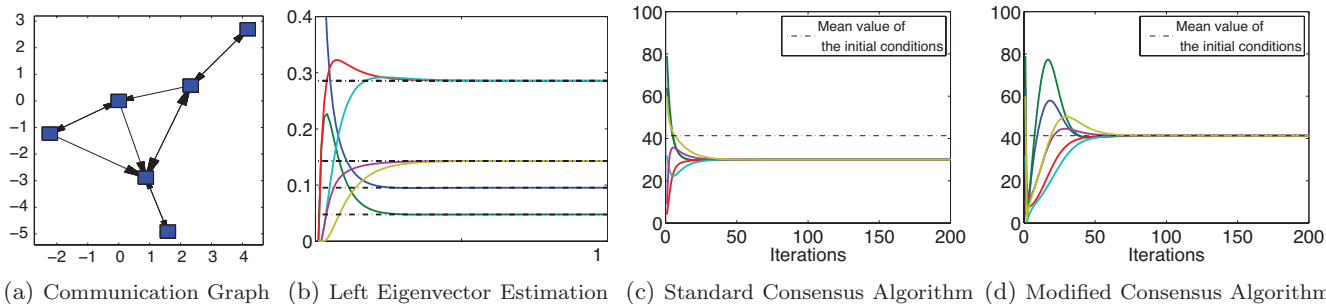 3
2
1
0
−1
−2
−3
−4
−5
−2 −1 0 1 2 3 4
(a) Communication Graph
0.4
0.3
0.2
0.1
0.0
1
(b) Left Eigenvector Estimation
100
80
60
40
20
0
0 50 100 150 200
Iterations
Mean value of
the initial conditions
(c) Standard Consensus Algorithm
100
80
60
40
20
0
0 50 100 150 200
Iterations
Mean value of
the initial conditions
(d) Modified Consensus Algorithm